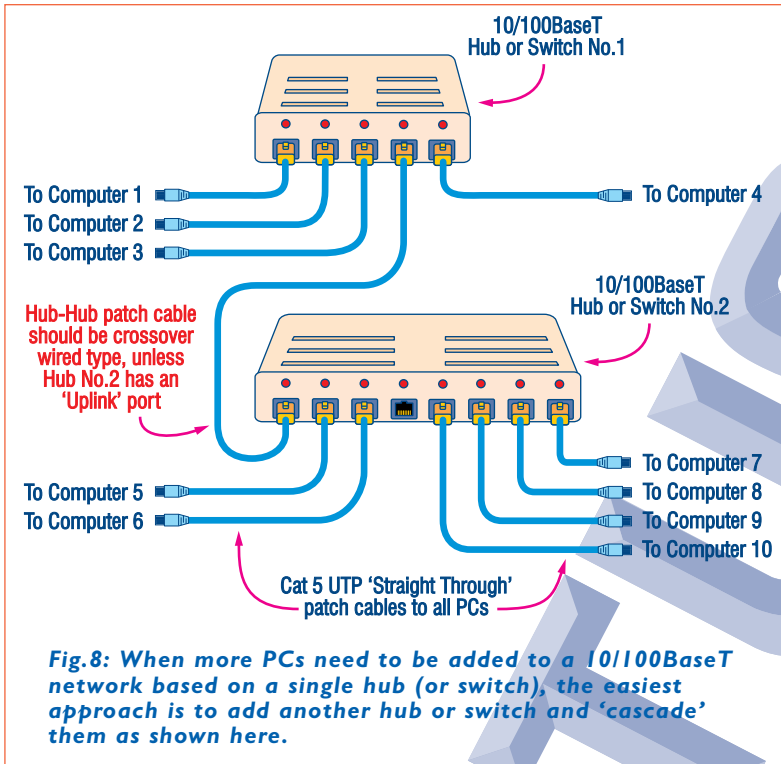 10/100BaseT
Hub or Switch No.1
To Computer 1
To Computer 2
To Computer 3
To Computer 4
Hub-Hub patch cable
should be crossover
wired type, unless
Hub No.2 has an
‘Uplink’ port
10/100BaseT
Hub or Switch No.2
To Computer 5
To Computer 6
To Computer 7
To Computer 8
To Computer 9
To Computer 10
Cat 5 UTP ‘Straight Through’
patch cables to all PCs
Fig.8: When more PCs need to be added to a 10/100BaseT
network based on a single hub (or switch), the easiest
approach is to add another hub or switch and ‘cascade’
them as shown here.